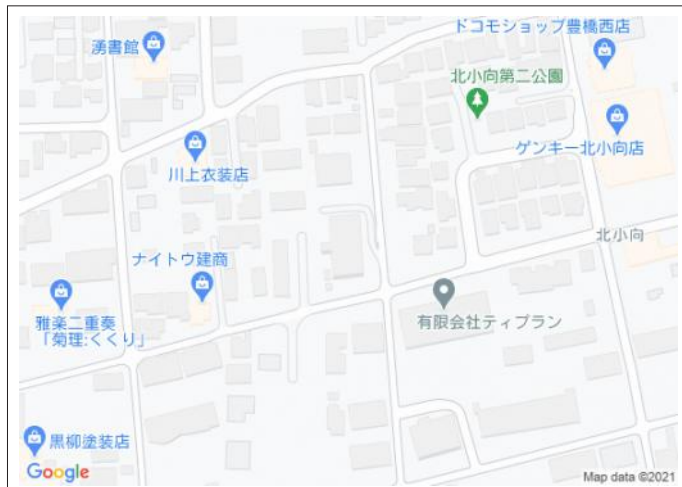 ドコモショップ豊橋西店
湧書館
北小向第二公園
ゲンキー北小向店
川上衣装店
北小向
ナイトウ建商
雅楽二重奏
「菊理:くくり」
有限会社ティプラン
黒柳塗装店
Google
Map data ©2021